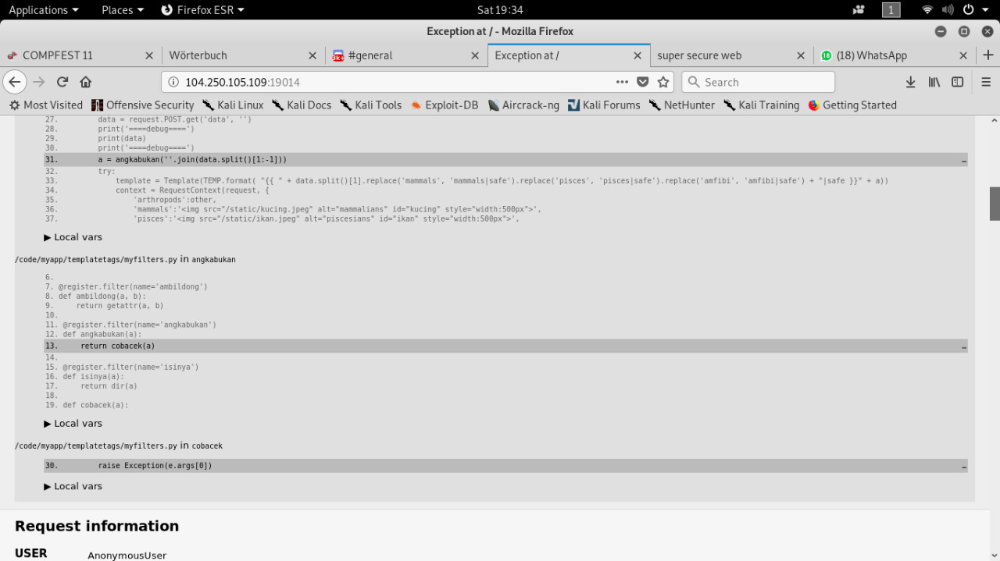 Applications Places Firefox ESR Sat 19:34 1
Exception at / - Mozilla Firefox
COMPFEST 11 Wörterbuch 3K+ #general Exception at / super secure web 18 (18) WhatsApp
104.250.105.109:19014 Search
Most Visited Offensive Security Kali Linux Kali Docs Kali Tools Exploit-DB Aircrack-ng Kali Forums NetHunter Kali Training Getting Started
27. data = request.POST.get('data', '')
28. print('====debug====')
29. print(data)
30. print('====debug====')
31. a = angkabukan(''.join(data.split()[1:-1])) …
32. try:
33. template = Template(TEMP.format( "{{ " + data.split()[1].replace('mammals', 'mammals|safe').replace('pisces', 'pisces|safe').replace('amfibi', 'amfibi|safe') + "|safe }}" + a))
34. context = RequestContext(request, {
35. 'arthropods':other,
36. 'mammals':'<img src="/static/kucing.jpeg" alt="mammalians" id="kucing" style="width:500px">',
37. 'pisces':'<img src="/static/ikan.jpeg" alt="piscesians" id="ikan" style="width:500px">',
▶ Local vars
/code/myapp/templatetags/myfilters.py in angkabukan
6.
7. @register.filter(name='ambildong')
8. def ambildong(a, b):
9. return getattr(a, b)
10.
11. @register.filter(name='angkabukan')
12. def angkabukan(a):
13. return cobacek(a) …
14.
15. @register.filter(name='isinya')
16. def isinya(a):
17. return dir(a)
18.
19. def cobacek(a):
▶ Local vars
/code/myapp/templatetags/myfilters.py in cobacek
30. raise Exception(e.args[0]) …
▶ Local vars
Request information
USER AnonymousUser